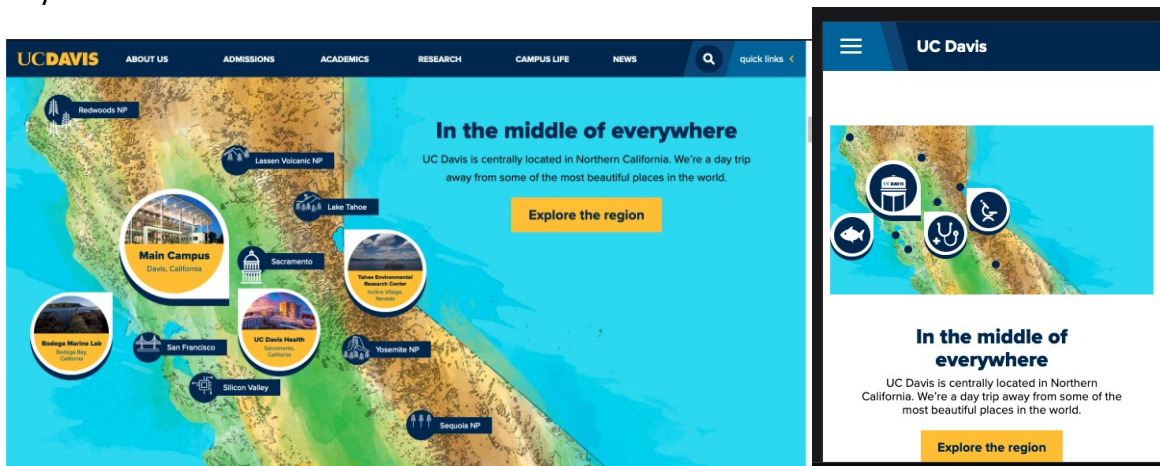 UCDAVIS
ABOUT US
ADMISSIONS
ACADEMICS
RESEARCH
CAMPUS LIFE
NEWS
quick links <
Redwoods NP
Lassen Volcanic NP
Lake Tahoe
Main Campus
Davis, California
Sacramento
Tahoe Environmental
Research Center
Incline Village,
Nevada
Bodega Marine Lab
Bodega Bay,
California
San Francisco
UC Davis Health
Sacramento,
California
Yosemite NP
Silicon Valley
Sequoia NP
In the middle of everywhere
UC Davis is centrally located in Northern California. We're a day trip
away from some of the most beautiful places in the world.
Explore the region
UC Davis
UC DAVIS
In the middle of
everywhere
UC Davis is centrally located in Northern
California. We're a day trip away from some of the
most beautiful places in the world.
Explore the region